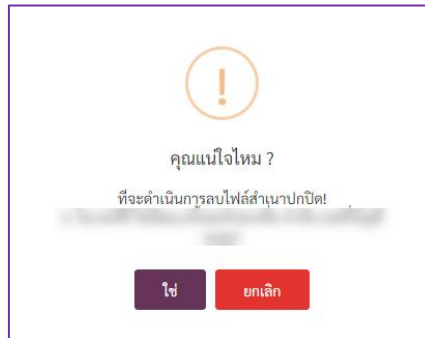 !
คุณแน่ใจไหม ?
ที่จะดำเนินการลบไฟล์สำเนาปกปิด!
ใช่
ยกเลิก